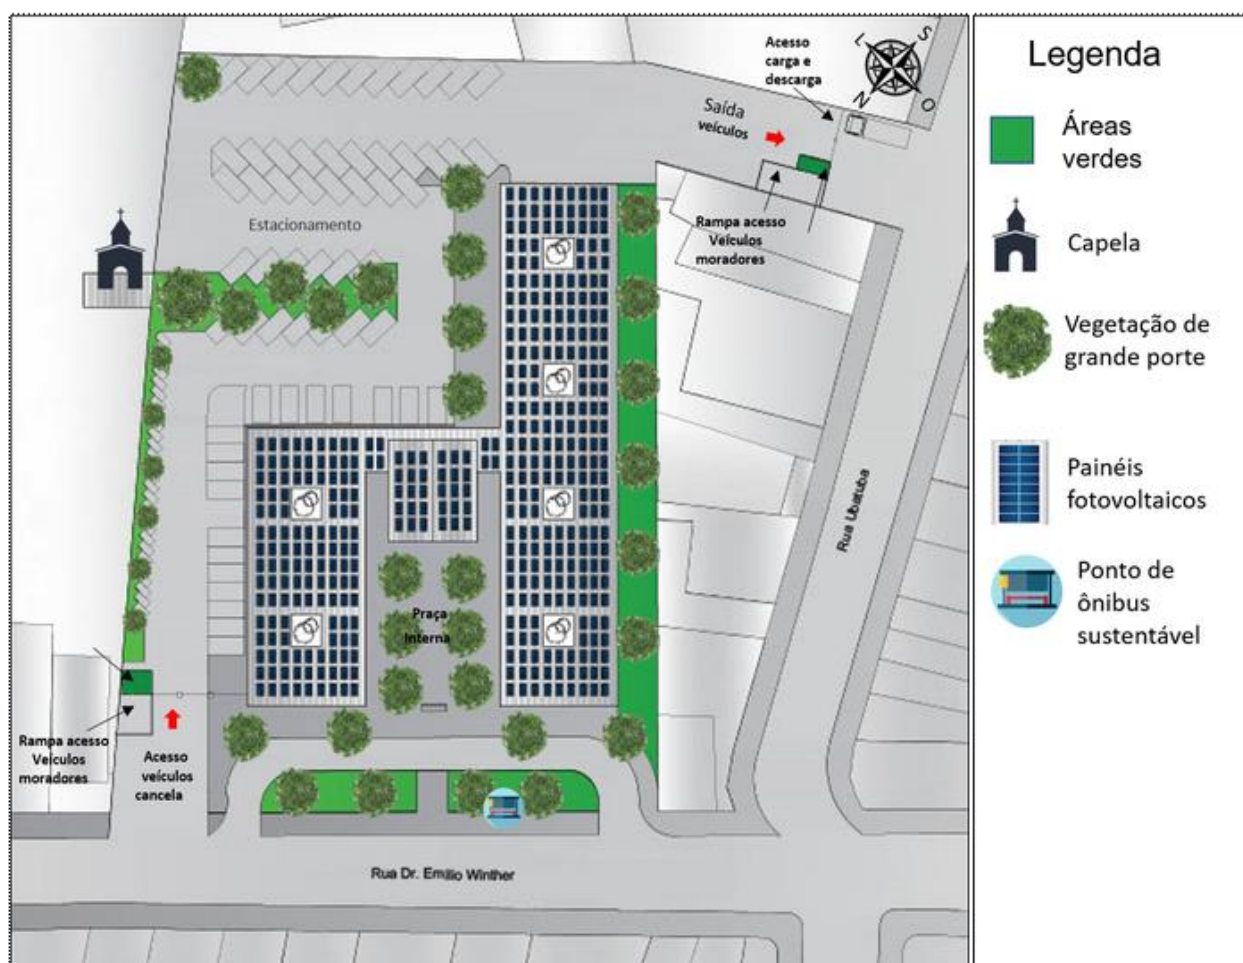 Acesso
carga e
descarga
L
S
N
O
Saída
veículos
Rampa acesso
Veículos
moradores
Estacionamento
Rua Ubatuba
Praça
Interna
Rampa acesso
Veículos
moradores
Acesso
veículos
cancela
Rua Dr. Emílio Winther
Legenda
Áreas
verdes
Capela
Vegetação de
grande porte
Painéis
fotovoltaicos
Ponto de
ônibus
sustentável